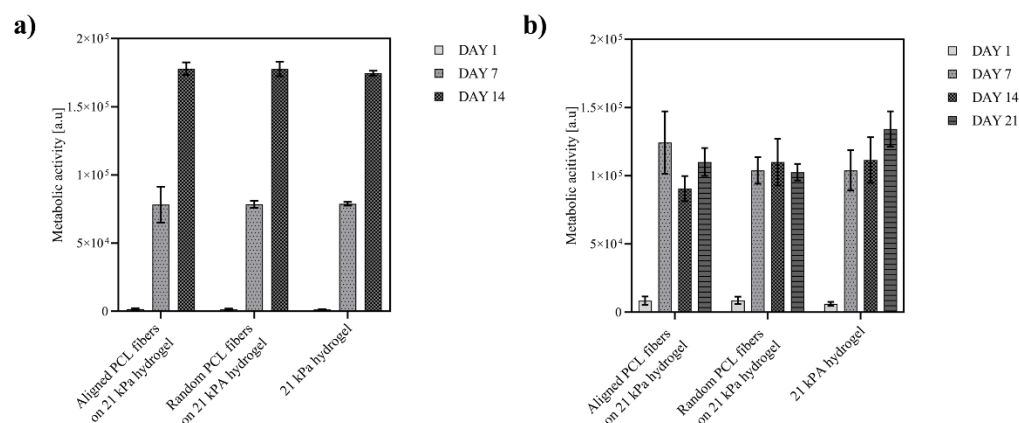 a)
2×10⁵
1.5×10⁵
1×10⁵
5×10⁴
0
Metabolic activity [a.u]
DAY 1
DAY 7
DAY 14
Aligned PCL fibers
on 21 kPa hydrogel
Random PCL fibers
on 21 kPA hydrogel
21 kPa hydrogel
b)
2×10⁵
1.5×10⁵
1×10⁵
5×10⁴
0
Metabolic acitivity [a.u]
DAY 1
DAY 7
DAY 14
DAY 21
Aligned PCL fibers
on 21 kPa hydrogel
Random PCL fibers
on 21 kPa hydrogel
21 kPA hydrogel